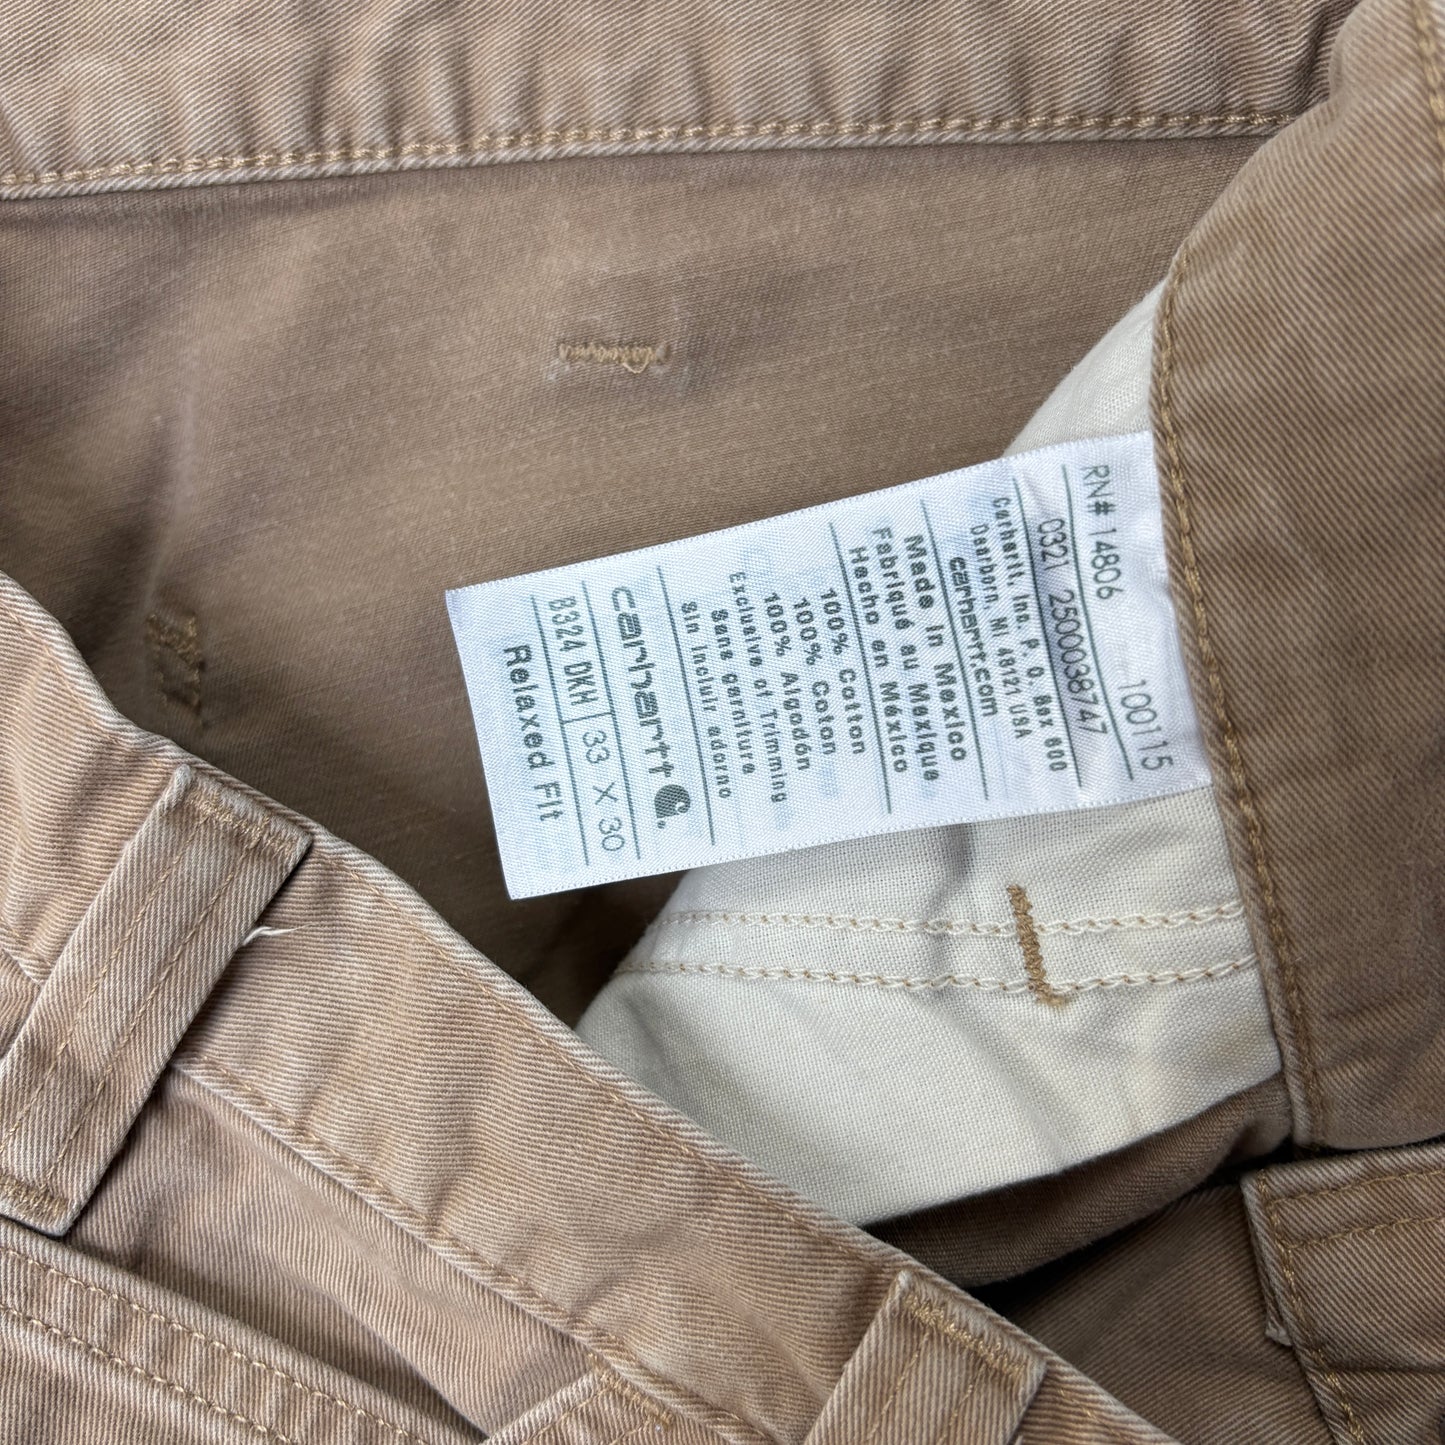 Relaxed Fit
B324 DKH 33 X 30
carhartt
Sin incluir adorno
Sans garniture
Exclusive of Trimming
100% Algodón
100% Coton
100% Cotton
Hecho en México
Fabriqué au Mexique
Made in Mexico
carhartt.com
Dearborn, MI 48121 USA
Carhartt, Inc. P. O. Box 600
0321 2500038747
RN# 14806 100115